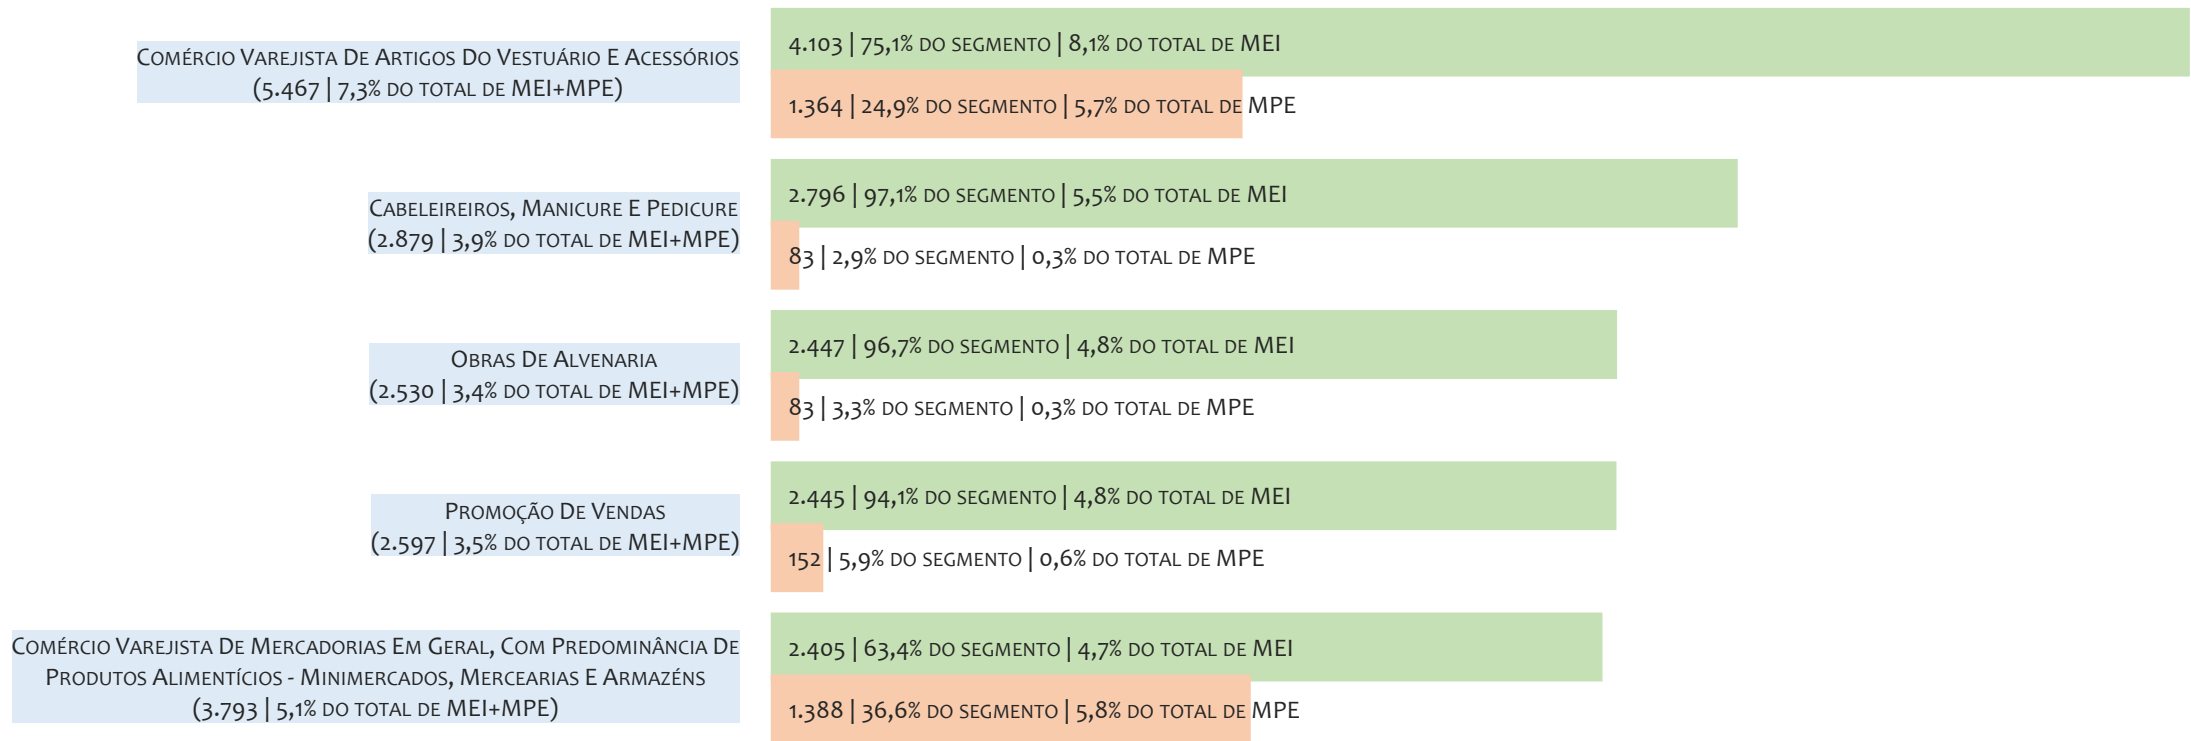 Comércio Varejista De Artigos Do Vestuário E Acessórios
(5.467 | 7,3% do total de MEI+MPE)
4.103 | 75,1% do segmento | 8,1% do total de MEI
1.364 | 24,9% do segmento | 5,7% do total de MPE
Cabeleireiros, Manicure E Pedicure
(2.879 | 3,9% do total de MEI+MPE)
2.796 | 97,1% do segmento | 5,5% do total de MEI
83 | 2,9% do segmento | 0,3% do total de MPE
Obras De Alvenaria
(2.530 | 3,4% do total de MEI+MPE)
2.447 | 96,7% do segmento | 4,8% do total de MEI
83 | 3,3% do segmento | 0,3% do total de MPE
Promoção De Vendas
(2.597 | 3,5% do total de MEI+MPE)
2.445 | 94,1% do segmento | 4,8% do total de MEI
152 | 5,9% do segmento | 0,6% do total de MPE
Comércio Varejista De Mercadorias Em Geral, Com Predominância De
Produtos Alimentícios - Minimercados, Mercearias E Armazéns
(3.793 | 5,1% do total de MEI+MPE)
2.405 | 63,4% do segmento | 4,7% do total de MEI
1.388 | 36,6% do segmento | 5,8% do total de MPE